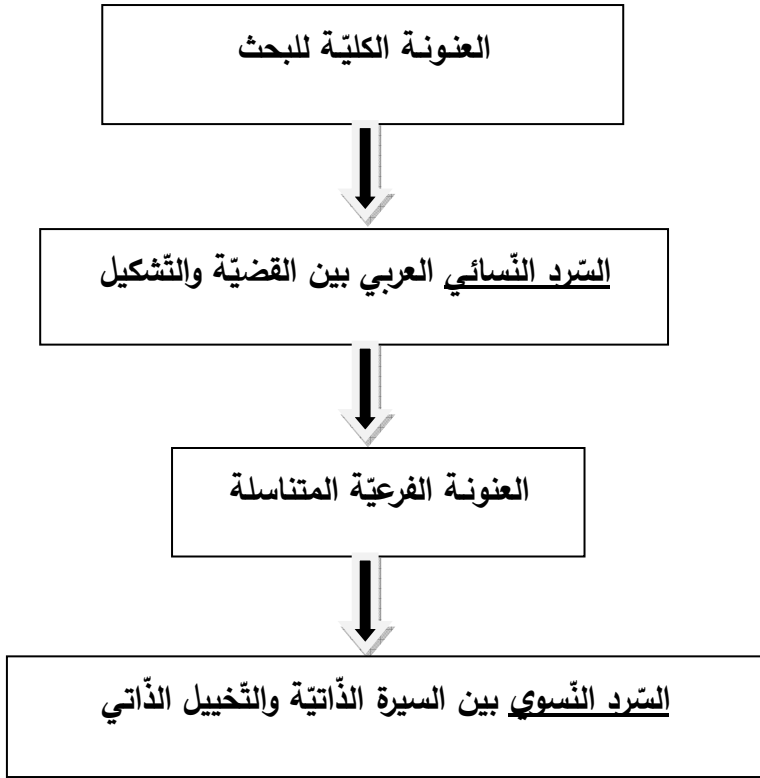 العنونة الكليّة للبحث
السّرد النّسائي العربي بين القضيّة والتّشكيل
العنونة الفرعيّة المتناسلة
السّرد النّسوي بين السيرة الذّاتيّة والتّخييل الذّاتي